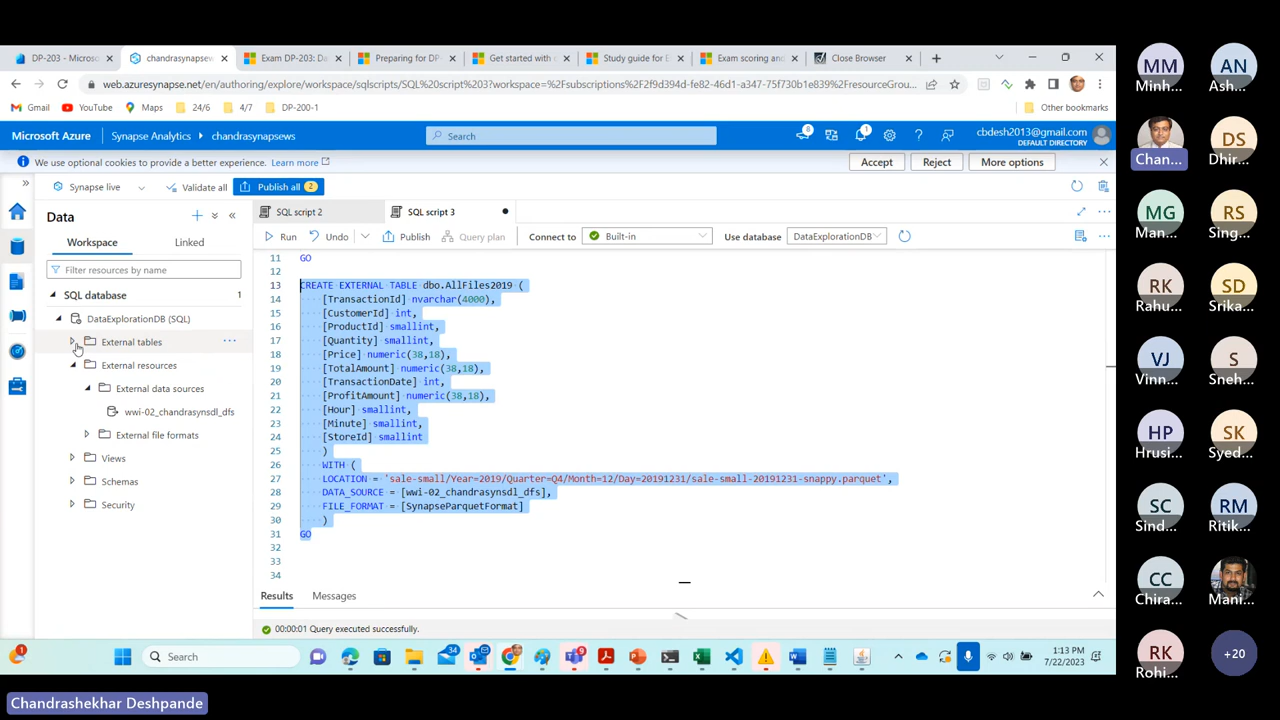 DP-203 - Microso
chandrasynapsew
Exam DP-203: Da
Preparing for DP
Get started with
Study guide for E
Exam scoring an
Close Browser
web.azuresynapse.net/en/authoring/explore/workspace/sqlscripts/SQL%20script%203?workspace=%2Fsubscriptions%2F9d394d-fe82-46d1-a347-75f730b1e839%2FresourceGrou...
Gmail
YouTube
Maps
24/6
4/7
DP-200-1
Other bookmarks
Microsoft Azure
Synapse Analytics
chandrasynapsews
Search
8
1
cbdesh2013@gmail.com
DEFAULT DIRECTORY
We use optional cookies to provide a better experience. Learn more
Accept
Reject
More options
Synapse live
Validate all
Publish all 2
Data
SQL script 2
SQL script 3
Workspace
Linked
Run
Undo
Publish
Query plan
Connect to
Built-in
Use database
DataExplorationDB
Filter resources by name
SQL database 1
DataExplorationDB (SQL)
External tables
External resources
External data sources
wwi-02_chandrasynsdl_dfs
External file formats
Views
Schemas
Security
11 GO
12
13 CREATE EXTERNAL TABLE dbo.AllFiles2019 (
14 [TransactionId] nvarchar(4000),
15 [CustomerId] int,
16 [ProductId] smallint,
17 [Quantity] smallint,
18 [Price] numeric(38,18),
19 [TotalAmount] numeric(38,18),
20 [TransactionDate] int,
21 [ProfitAmount] numeric(38,18),
22 [Hour] smallint,
23 [Minute] smallint,
24 [StoreId] smallint
25 )
26 WITH (
27 LOCATION = 'sale-small/Year=2019/Quarter=Q4/Month=12/Day=20191231/sale-small-20191231-snappy.parquet',
28 DATA_SOURCE = [wwi-02_chandrasynsdl_dfs],
29 FILE_FORMAT = [SynapseParquetFormat]
30 )
31 GO
32
33
34
Results
Messages
00:00:01 Query executed successfully.
1
Search
34
9
1:13 PM
7/22/2023
MM
Minh...
AN
Ash...
Chan...
DS
Dhir...
MG
Man...
RS
Sing...
RK
Rahu...
SD
Srika...
VJ
Vinn...
S
Sneh...
HP
Hrusi...
SK
Syed...
SC
Sind...
RM
Ritik...
CC
Chira...
Mani...
RK
Rohi...
+20
Chandrashekhar Deshpande